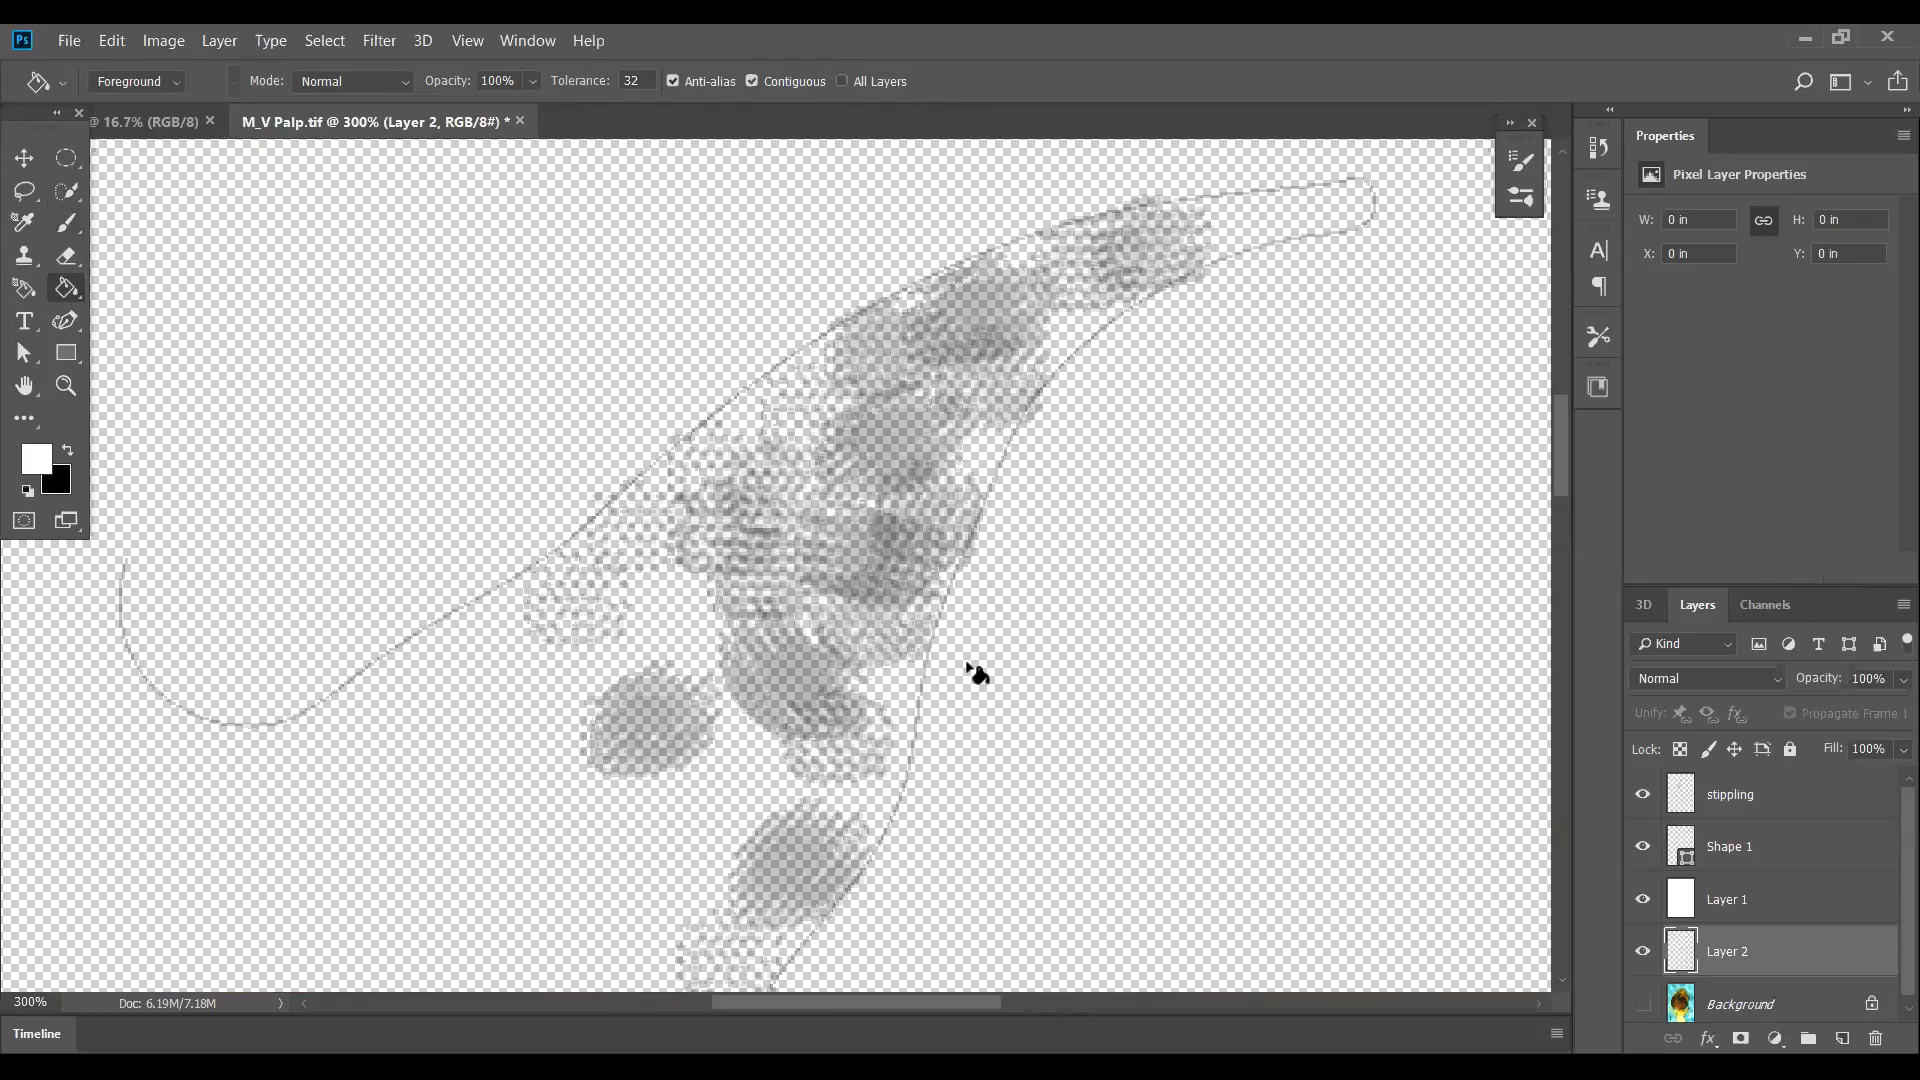 Ps File Edit Image Layer Type Select Filter 3D View Window Help
Foreground Mode: Normal Opacity: 100% Tolerance: 32 Anti-alias Contiguous All Layers
@ 16.7% (RGB/8) M_V Palp.tif @ 300% (Layer 2, RGB/8#) *
Properties
Pixel Layer Properties
W: 0 in H: 0 in
X: 0 in Y: 0 in
3D Layers Channels
Kind
Normal Opacity: 100%
Unify: Propagate Frame 1
Lock: Fill: 100%
stippling
Shape 1
Layer 1
Layer 2
Background
300% Doc: 6.19M/7.18M
Timeline